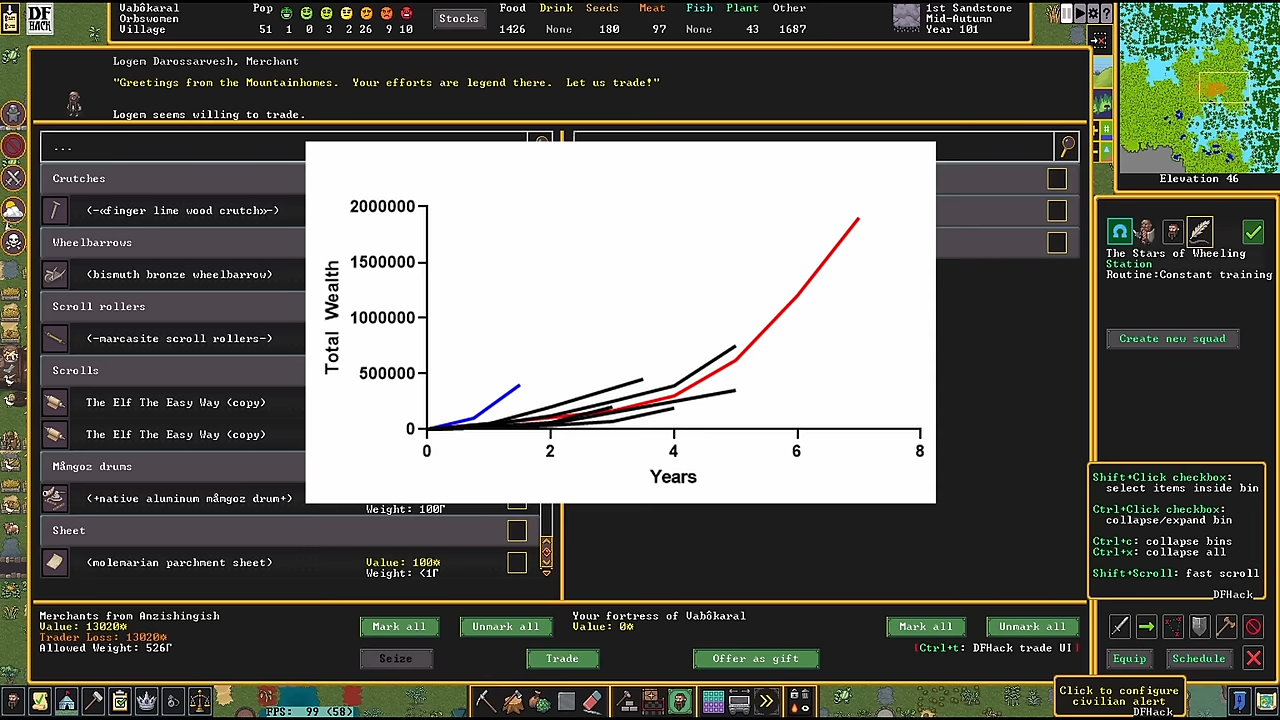 DF
HACK
Vabôkaral
Orbswomen
Village
Pop
51 1 0 3 2 26 9 10
Stocks
Food Drink Seeds Meat Fish Plant Other
1426 None 180 97 None 43 1687
1st Sandstone
Mid-Autumn
Year 101
Logem Darossarvesh, Merchant
"Greetings from the Mountainhomes. Your efforts are legend there. Let us trade!"
Logem seems willing to trade.
Elevation 46
...
Crutches
(-«finger lime wood crutch»-)
Wheelbarrows
(bismuth bronze wheelbarrow)
Scroll rollers
(-marcasite scroll rollers-)
Scrolls
The Elf The Easy Way (copy)
The Elf The Easy Way (copy)
Måmgoz drums
(+native aluminum måmgoz drum+)
Weight: 100Γ
Sheet
(molemarian parchment sheet)
Value: 100☼
Weight: <1Γ
Total Wealth
2000000
1500000
1000000
500000
0
0 2 4 6 8
Years
The Stars of Wheeling
Station
Routine:Constant training
Create new squad
Shift+Click checkbox:
select items inside bin
Ctrl+Click checkbox:
collapse/expand bin
Ctrl+c: collapse bins
Ctrl+x: collapse all
Shift+Scroll: fast scroll
DFHack
Merchants from Anzishingish
Value: 13020☼
Trader Loss: 13020☼
Allowed Weight: 526Γ
Mark all
Unmark all
Your fortress of Vabôkaral
Value: 0☼
Mark all
Unmark all
Seize
Trade
Offer as gift
[Ctrl+t: DFHack trade UI]
Equip
Schedule
Click to configure
civilian alert
DFHack
FPS: 99 (58)